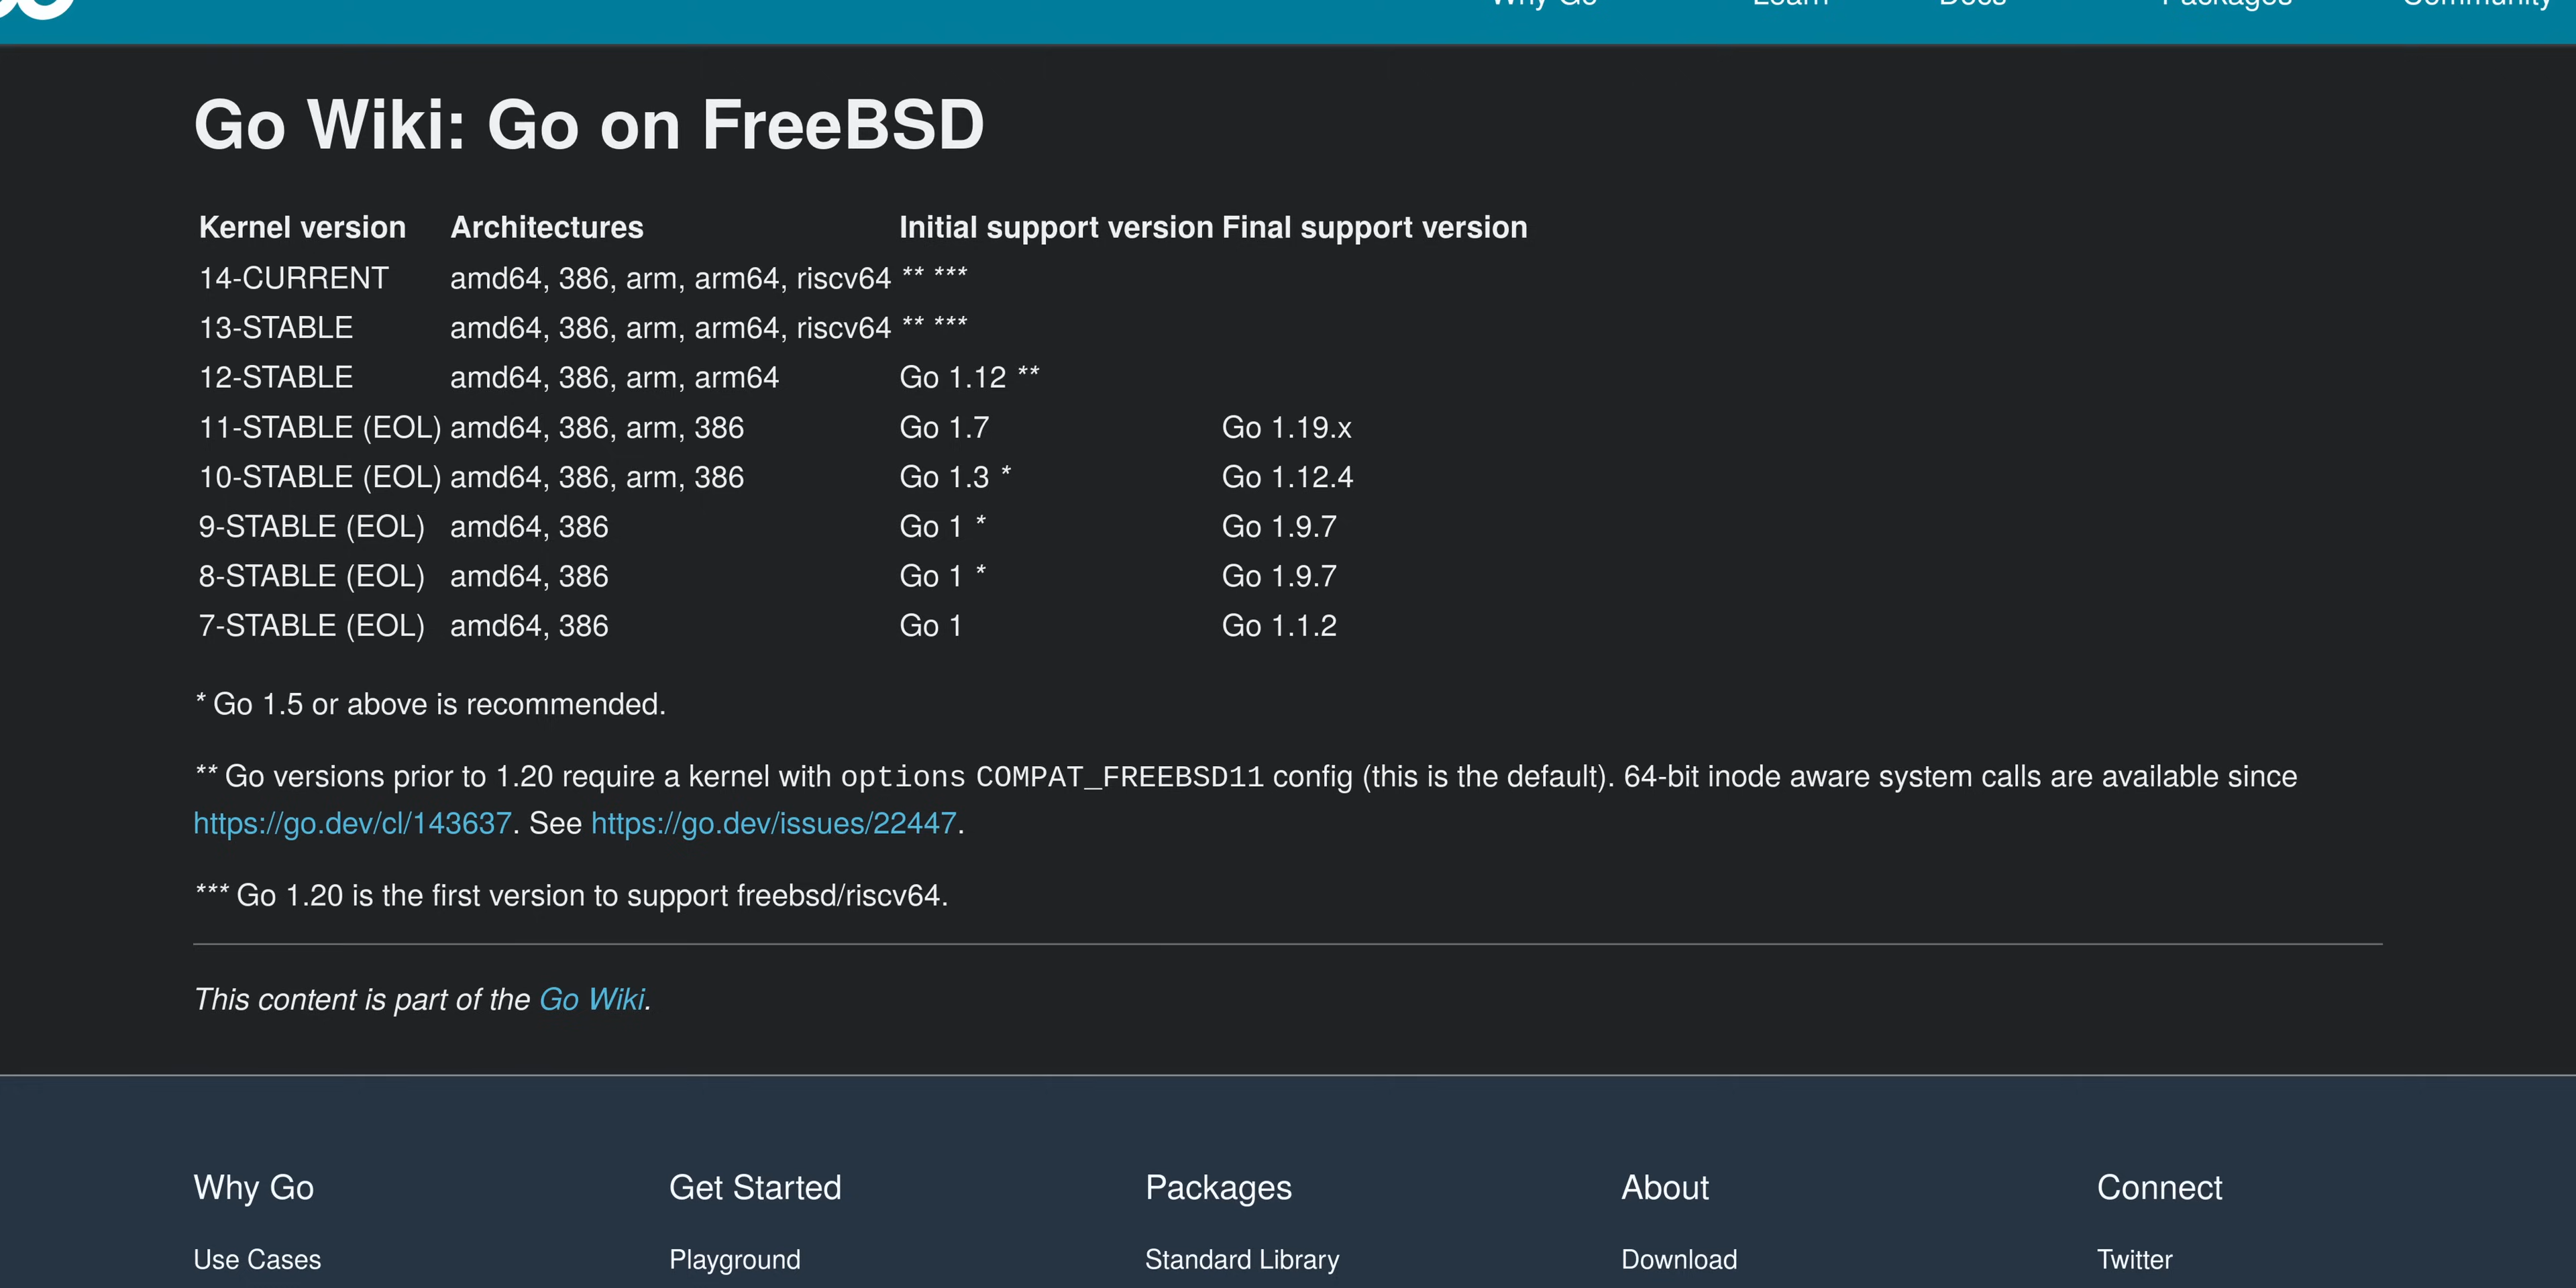 Why Go Learn Docs Packages Community
Go Wiki: Go on FreeBSD
Kernel version Architectures Initial support version Final support version
14-CURRENT amd64, 386, arm, arm64, riscv64 ** ***
13-STABLE amd64, 386, arm, arm64, riscv64 ** ***
12-STABLE amd64, 386, arm, arm64 Go 1.12 **
11-STABLE (EOL) amd64, 386, arm, 386 Go 1.7 Go 1.19.x
10-STABLE (EOL) amd64, 386, arm, 386 Go 1.3 * Go 1.12.4
9-STABLE (EOL) amd64, 386 Go 1 * Go 1.9.7
8-STABLE (EOL) amd64, 386 Go 1 * Go 1.9.7
7-STABLE (EOL) amd64, 386 Go 1 Go 1.1.2
* Go 1.5 or above is recommended.
** Go versions prior to 1.20 require a kernel with options COMPAT_FREEBSD11 config (this is the default). 64-bit inode aware system calls are available since
https://go.dev/cl/143637. See https://go.dev/issues/22447.
*** Go 1.20 is the first version to support freebsd/riscv64.
This content is part of the Go Wiki.
Why Go Get Started Packages About Connect
Use Cases Playground Standard Library Download Twitter